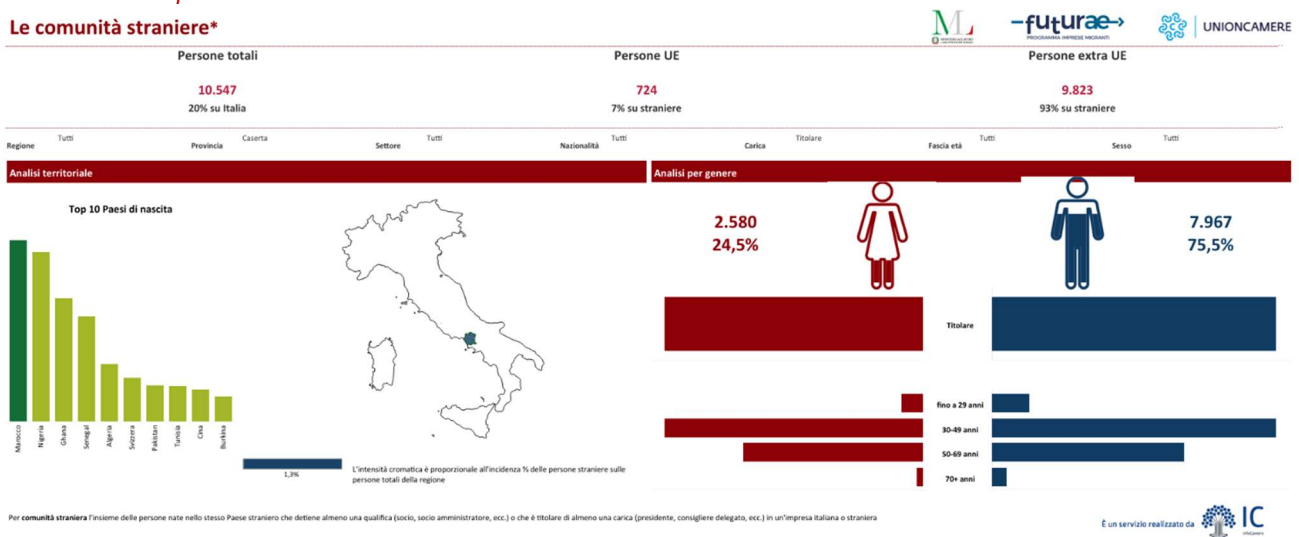 Le comunità straniere*
ML
futurae
PROGRAMMA IMPRESE MIGRANTI
UNIONCAMERE
Persone totali
Persone UE
Persone extra UE
10.547
724
9.823
20% su Italia
7% su straniere
93% su straniere
Regione Tutti
Provincia Caserta
Settore Tutti
Nazionalità Tutti
Carica Titolare
Fascia età Tutti
Sesso Tutti
Analisi territoriale
Analisi per genere
Top 10 Paesi di nascita
Marocco
Nigeria
Ghana
Senegal
Algeria
Svizzera
Pakistan
Tunisia
Cina
Burkina
1,3%
L'intensità cromatica è proporzionale all'incidenza % delle persone straniere sulle
persone totali della regione
2.580
24,5%
7.967
75,5%
Titolare
fino a 29 anni
30-49 anni
50-69 anni
70+ anni
Per comunità straniera l'insieme delle persone nate nello stesso Paese straniero che detiene almeno una qualifica (socio, socio amministratore, ecc.) o che è titolare di almeno una carica (presidente, consigliere delegato, ecc.) in un'impresa italiana o straniera
È un servizio realizzato da
IC
InfoCamere